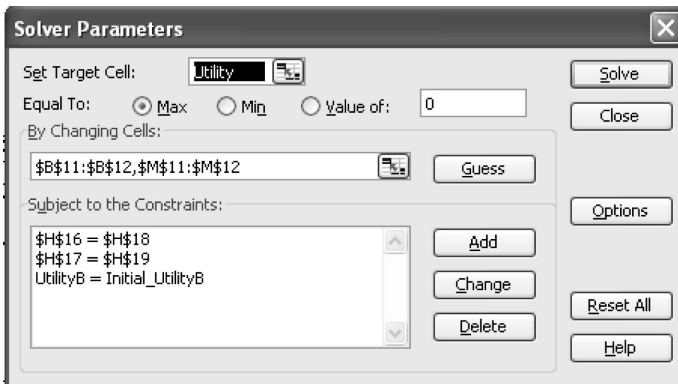 Solver Parameters
Set Target Cell: Utility Solve
Equal To: Max Min Value of: 0 Close
By Changing Cells:
$B$11:$B$12,$M$11:$M$12 Guess
Subject to the Constraints: Options
$H$16 = $H$18 Add
$H$17 = $H$19
UtilityB = Initial_UtilityB Change
Reset All
Delete
Help